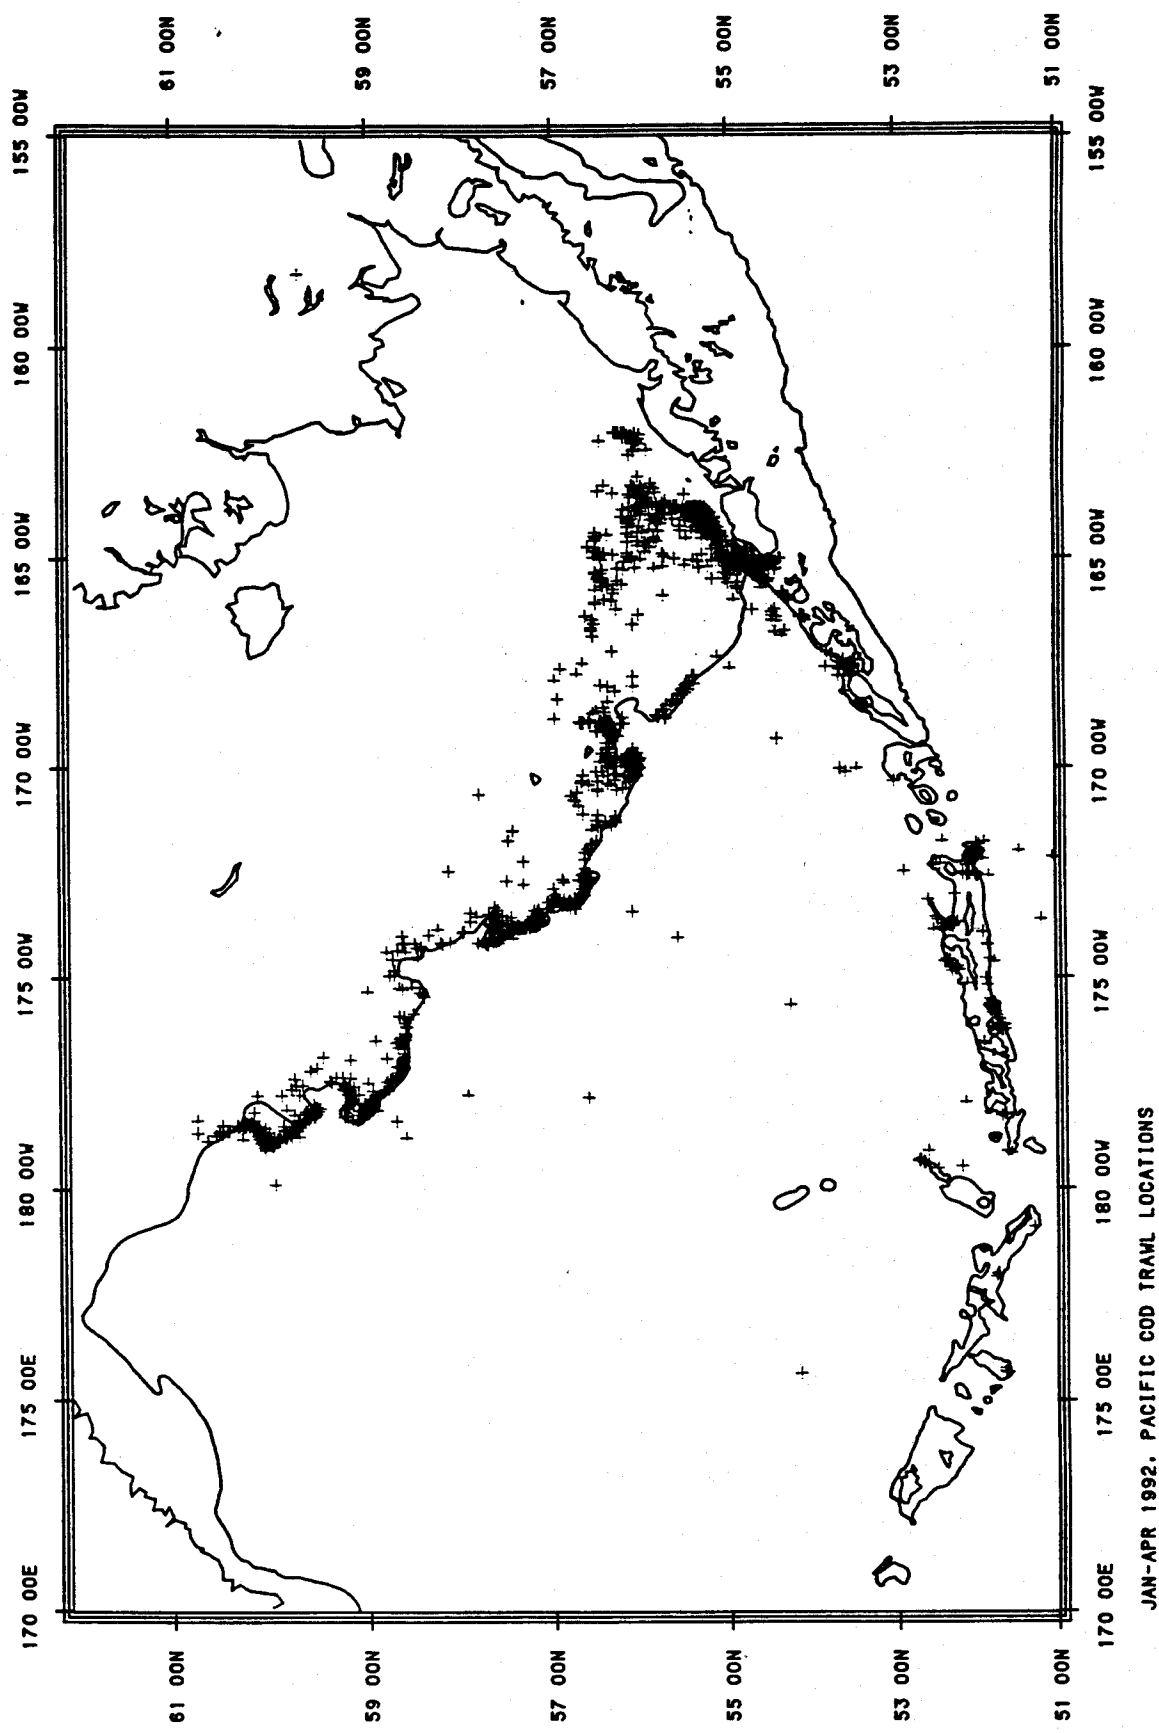 170 00E
175 00E
180 00W
175 00W
170 00W
165 00W
160 00W
155 00W
61 00N
61 00N
59 00N
59 00N
57 00N
57 00N
55 00N
55 00N
53 00N
53 00N
51 00N
51 00N
170 00E
175 00E
180 00W
175 00W
170 00W
165 00W
160 00W
155 00W
JAN-APR 1992. PACIFIC COD TRAWL LOCATIONS